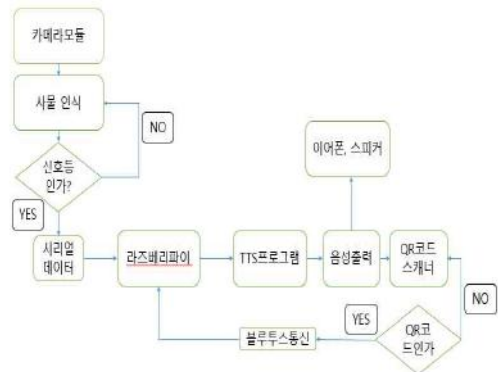 카메라모듈
사물 인식
NO
신호등
인가?
YES
시리얼
데이터
라즈베리파이
TTS프로그램
음성출력
이어폰, 스피커
QR코드
스캐너
NO
QR코
드인가
YES
블루투스통신